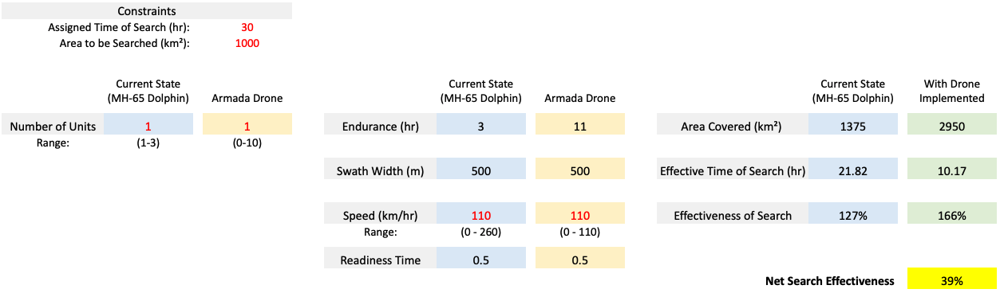 Constraints
Assigned Time of Search (hr): 30
Area to be Searched (km²): 1000
Current State
(MH-65 Dolphin) Armada Drone
Number of Units 1 1
Range: (1-3) (0-10)
Current State
(MH-65 Dolphin) Armada Drone
Endurance (hr) 3 11
Swath Width (m) 500 500
Speed (km/hr) 110 110
Range: (0 - 260) (0 - 110)
Readiness Time 0.5 0.5
Current State With Drone
(MH-65 Dolphin) Implemented
Area Covered (km²) 1375 2950
Effective Time of Search (hr) 21.82 10.17
Effectiveness of Search 127% 166%
Net Search Effectiveness 39%